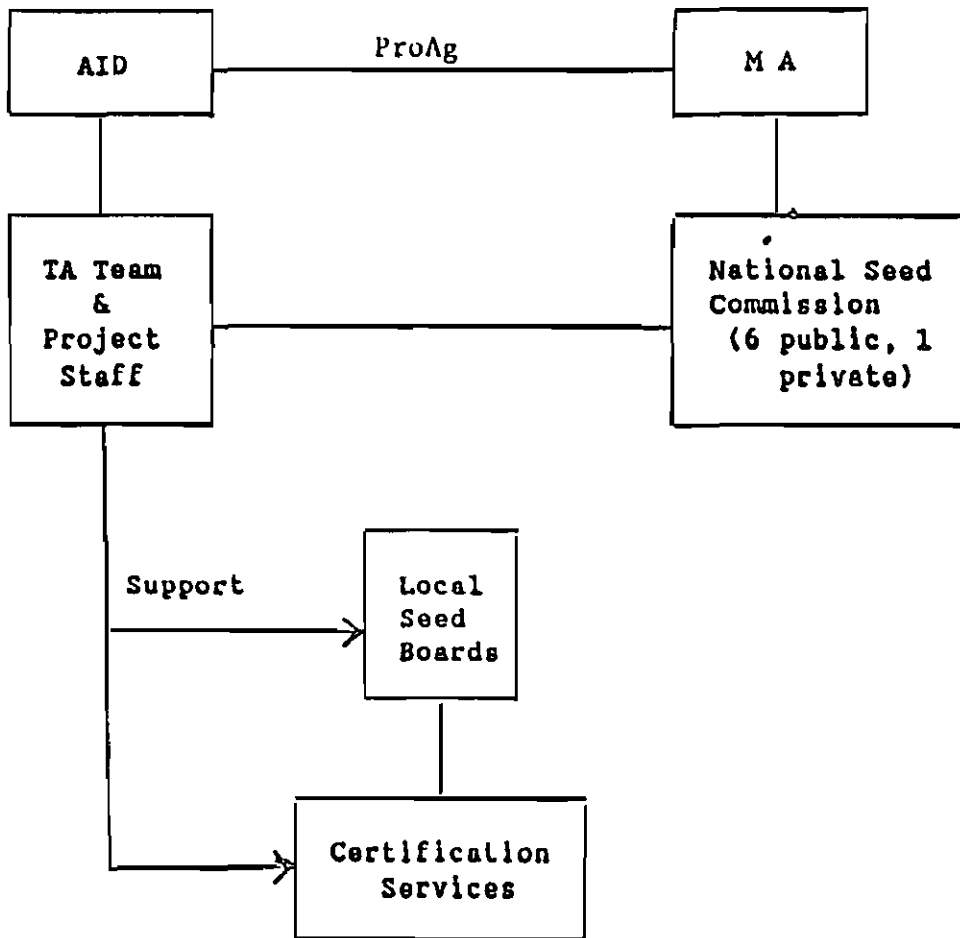 AID
ProAg
M A
TA Team
&
Project
Staff
National Seed
Commission
(6 public, 1
private)
Support
Local
Seed
Boards
Certification
Services